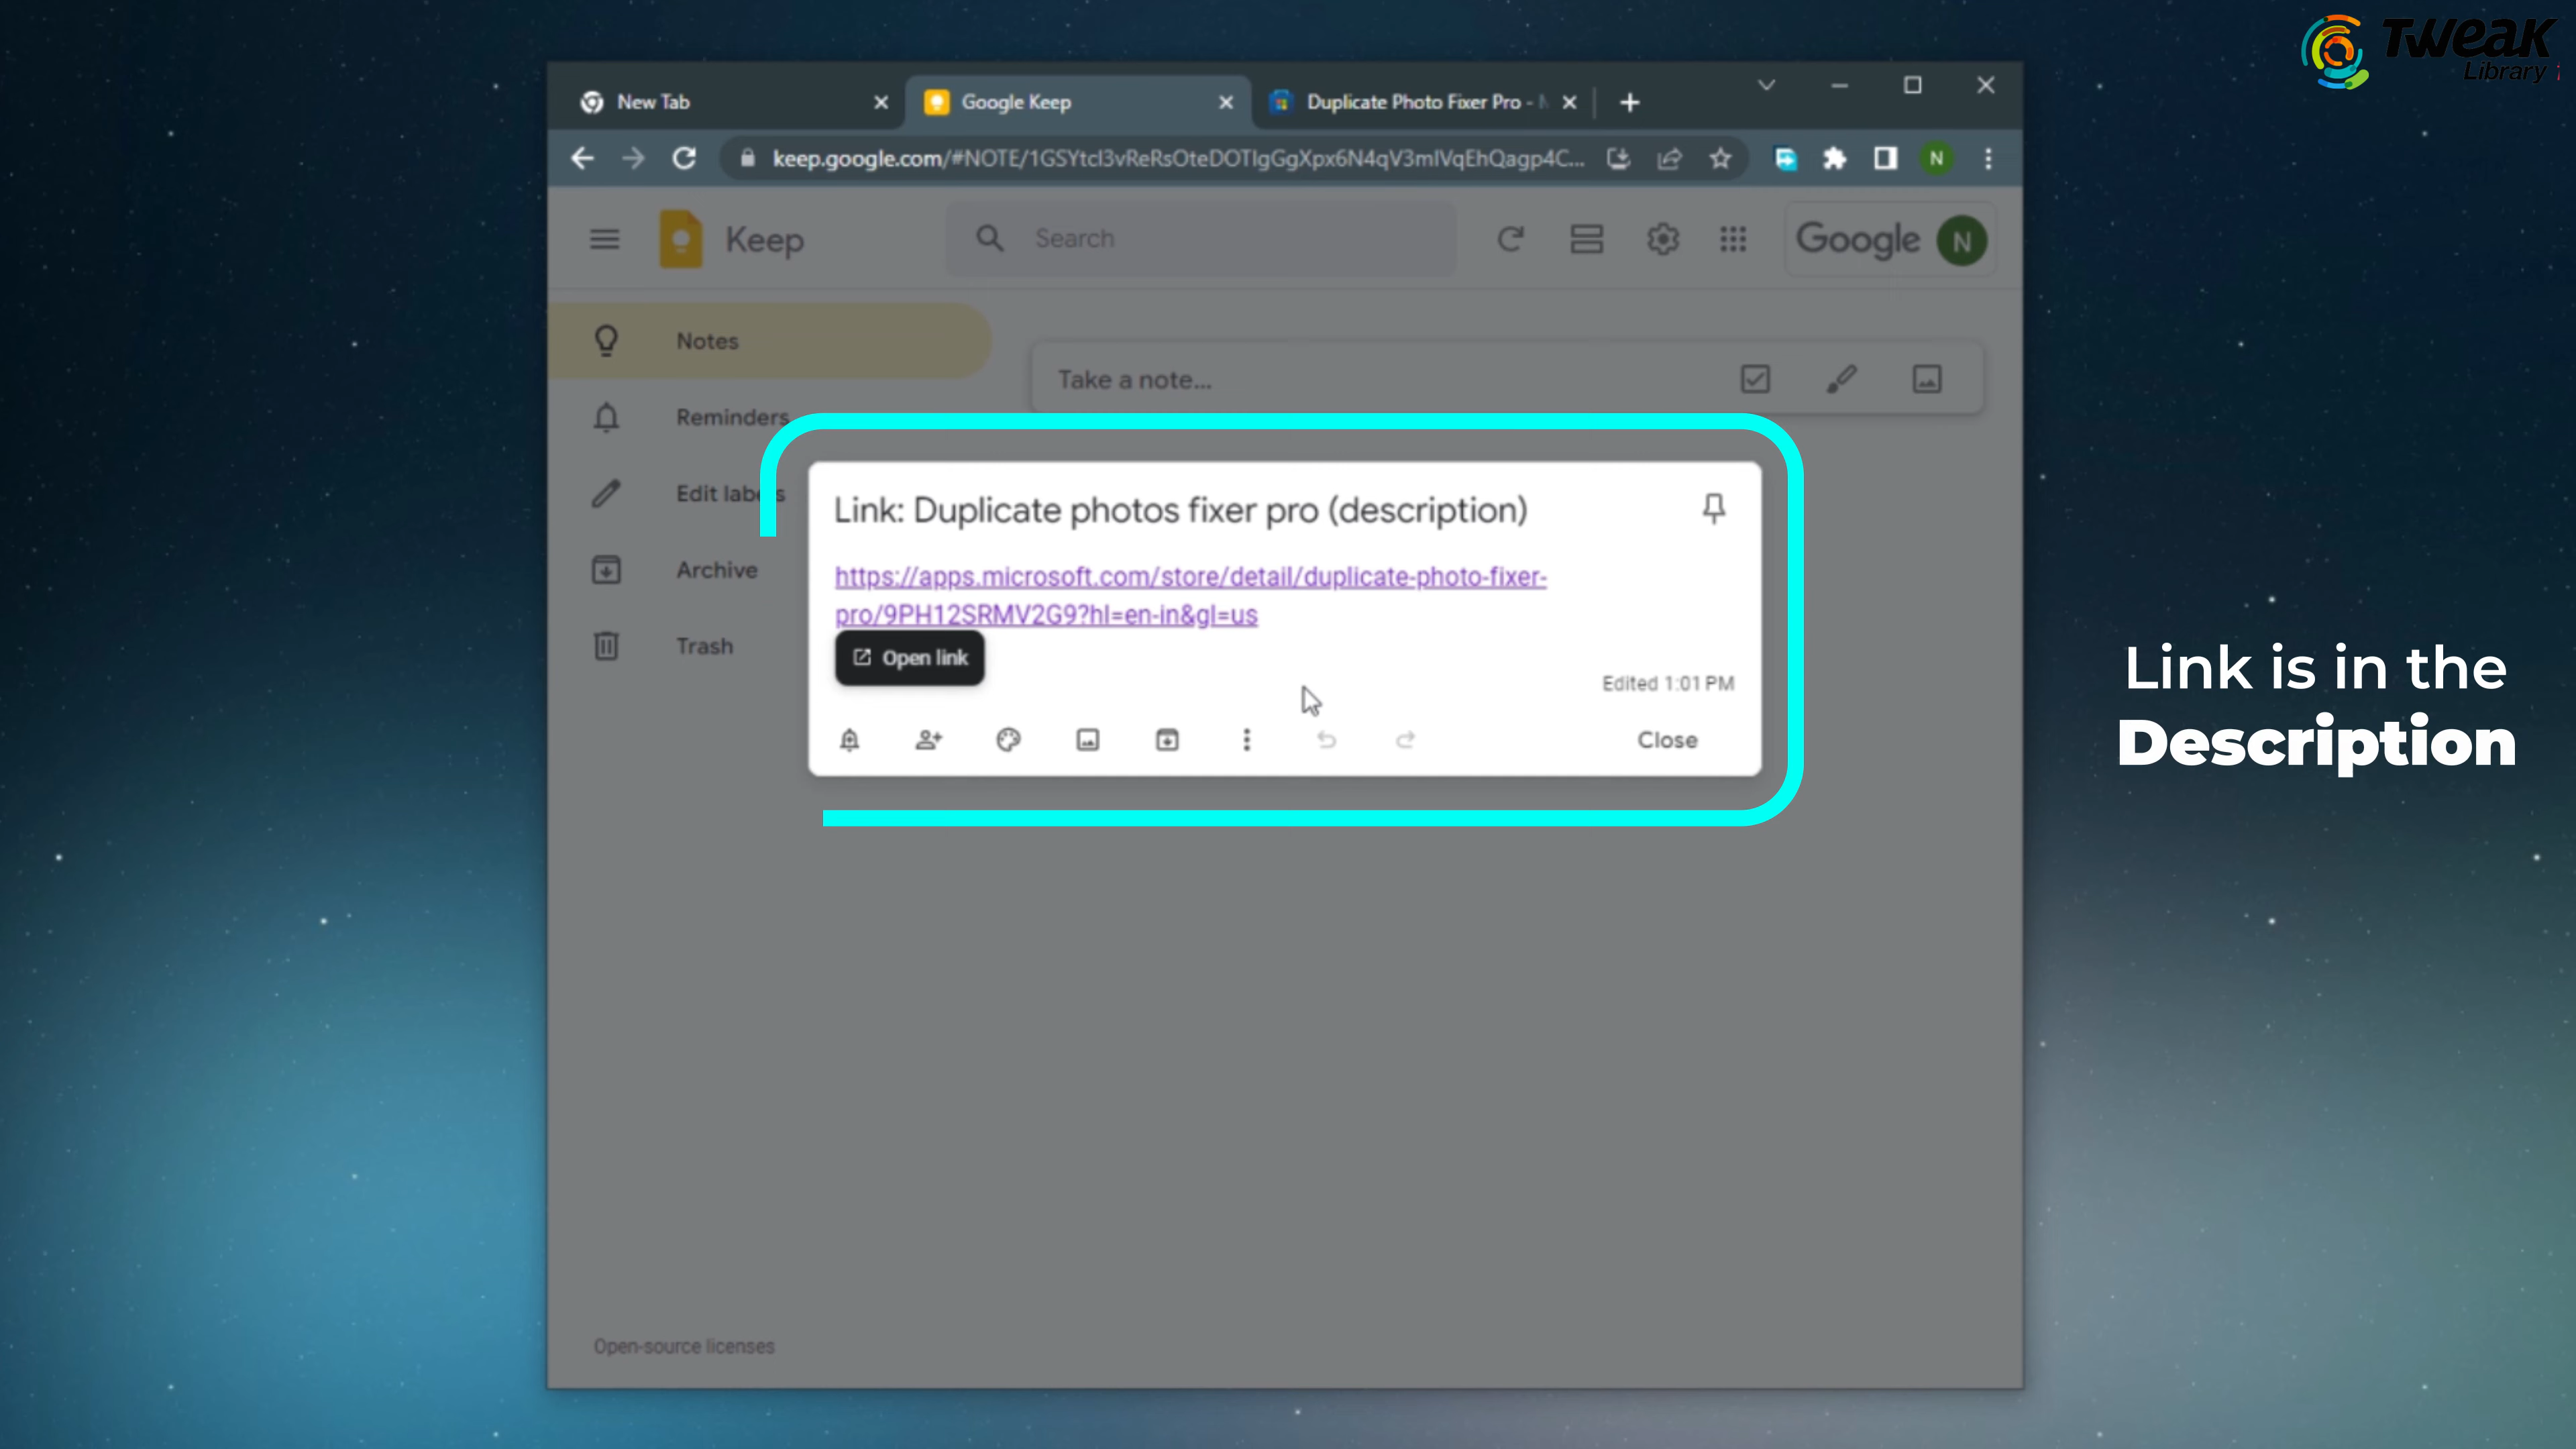 TWEAK
Library
New Tab
Google Keep
Duplicate Photo Fixer Pro -
keep.google.com/#NOTE/1GSYtcI3vReRsOteDOTIgGgXpx6N4qV3mIVqEhQagp4C...
N
Keep
Search
Google
N
Notes
Take a note...
Reminders
Edit labels
Archive
Trash
Link: Duplicate photos fixer pro (description)
https://apps.microsoft.com/store/detail/duplicate-photo-fixer-
pro/9PH12SRMV2G9?hl=en-in&gl=us
Open link
Edited 1:01 PM
Close
Link is in the
Description
Open-source licenses